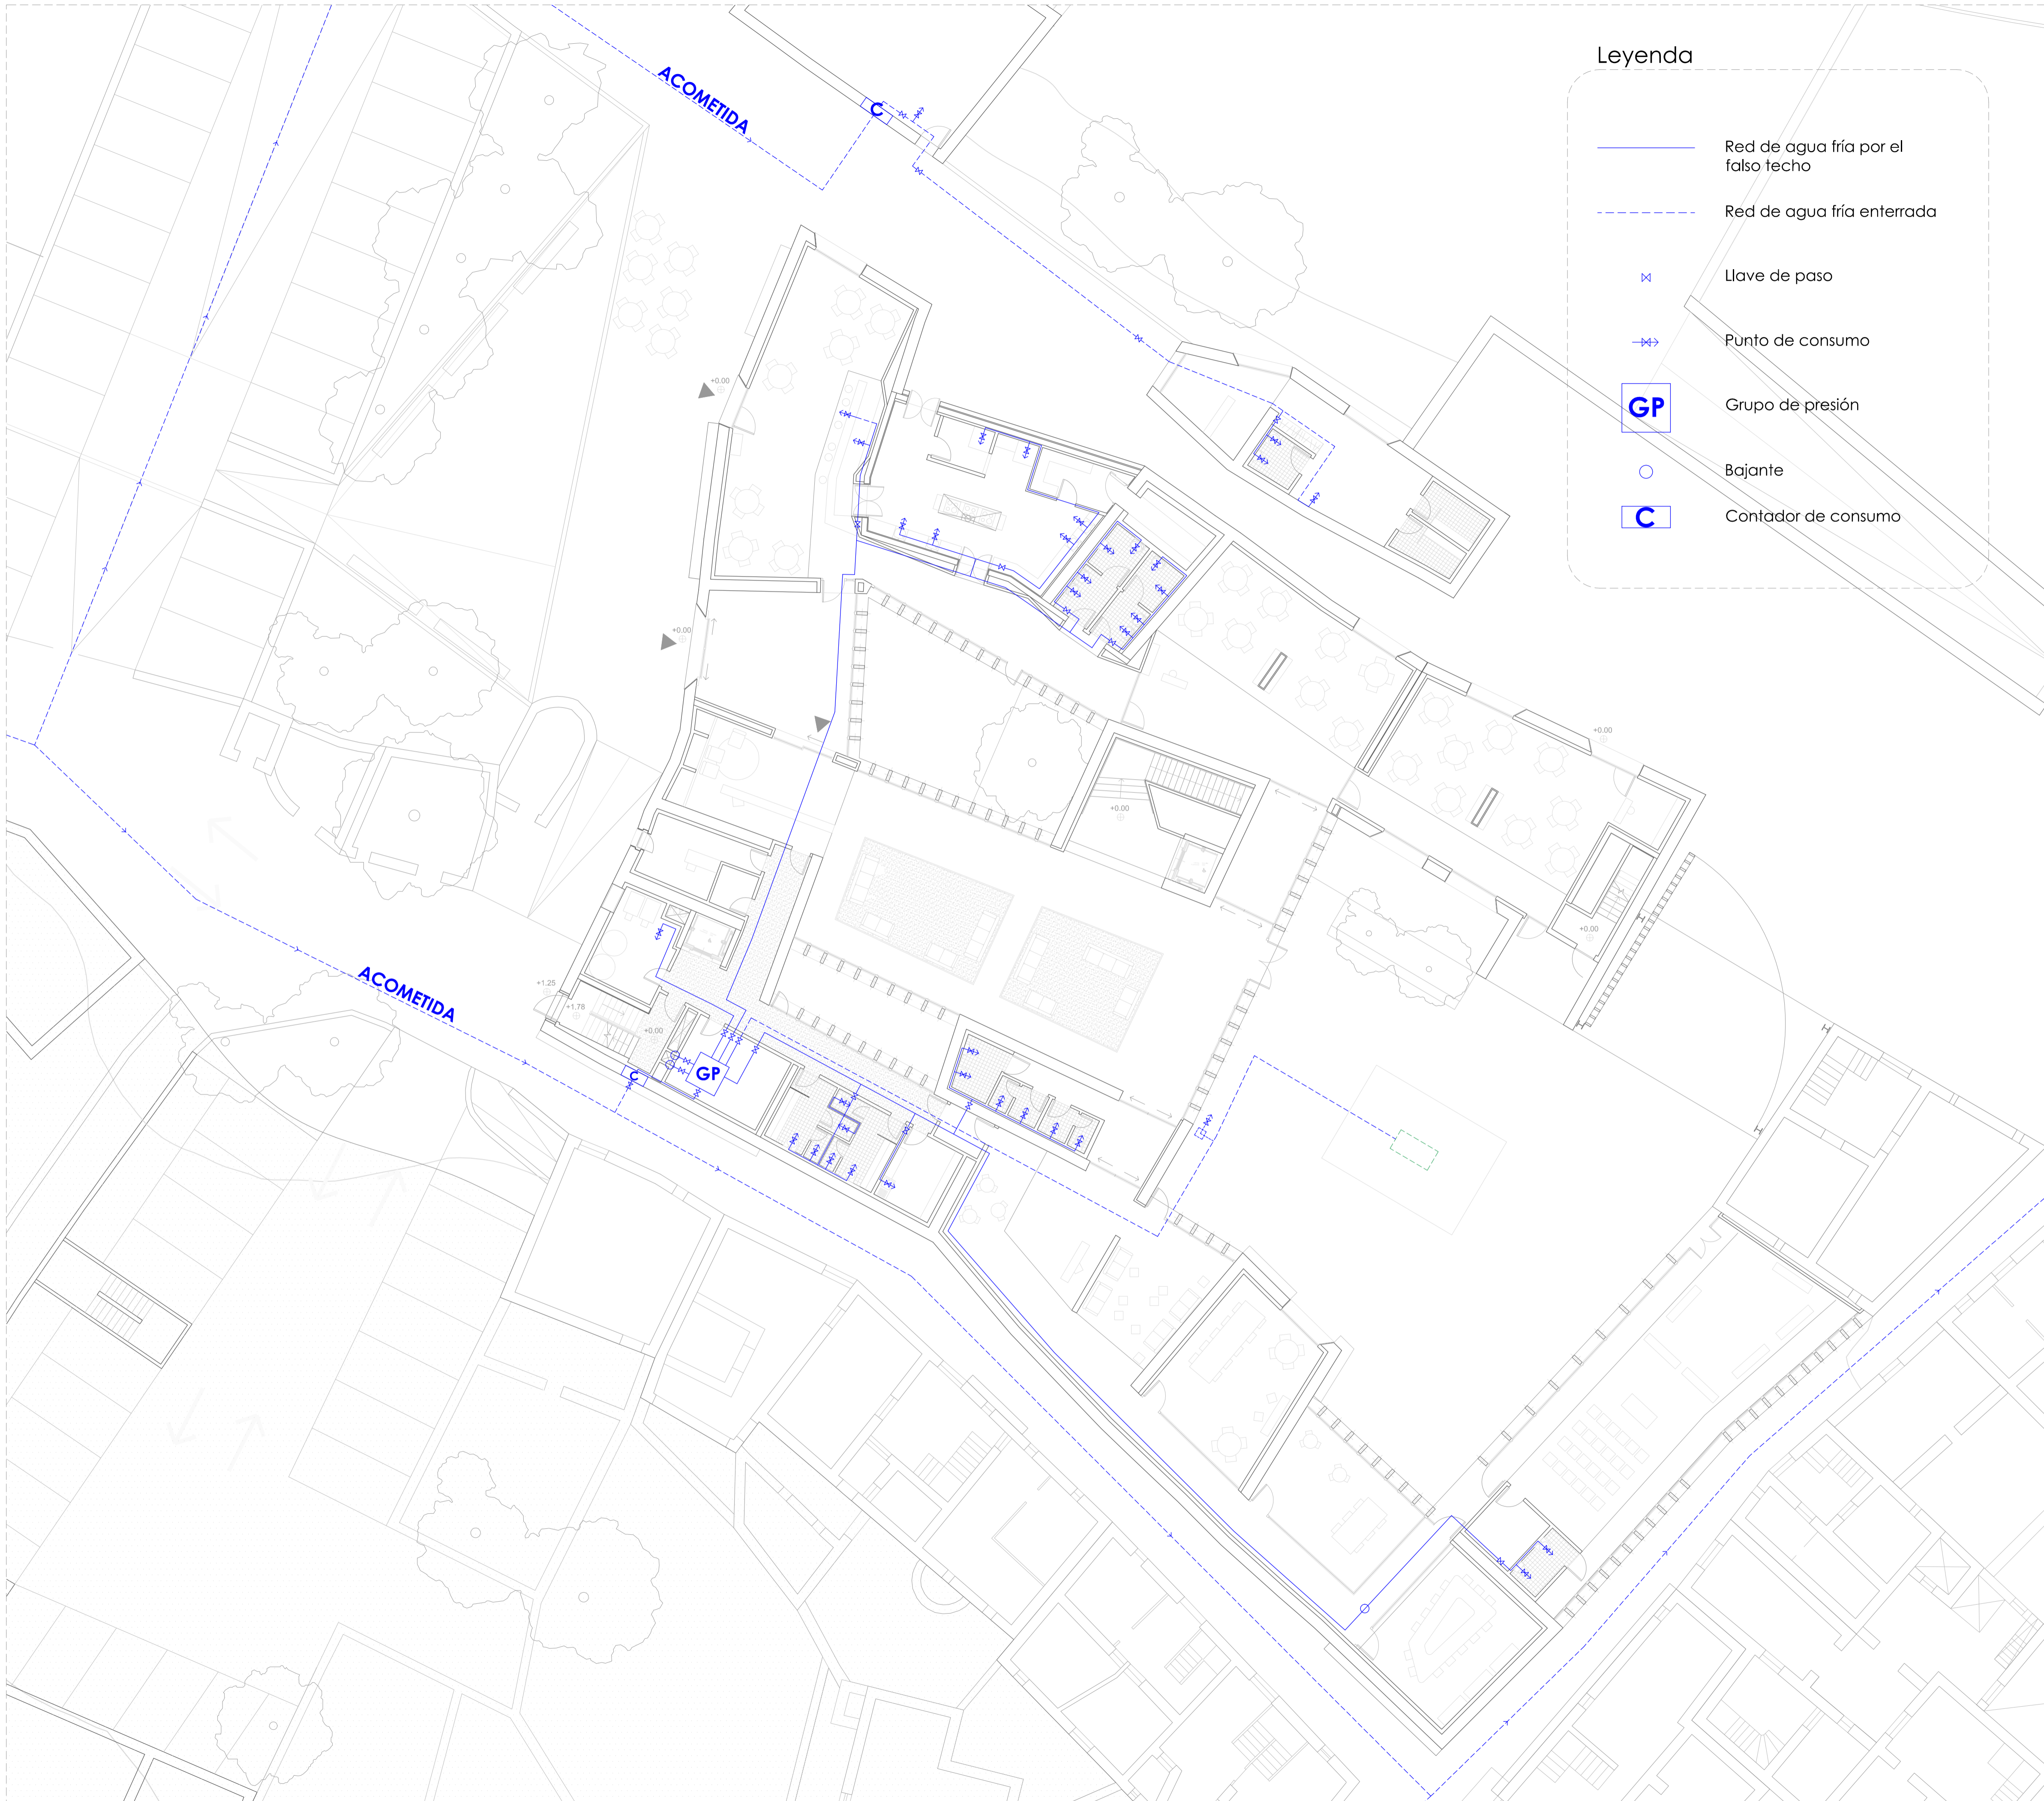 Leyenda
ACOMETIDA
C
Red de agua fría por el
falso techo
Red de agua fría enterrada
Llave de paso
Punto de consumo
+0.00
GP
Grupo de presión
Bajante
C
Contador de consumo
+0.00
+0.00
+0.00
+0.00
ACOMETIDA
+1.25
+1.78
+0.00
GP
C